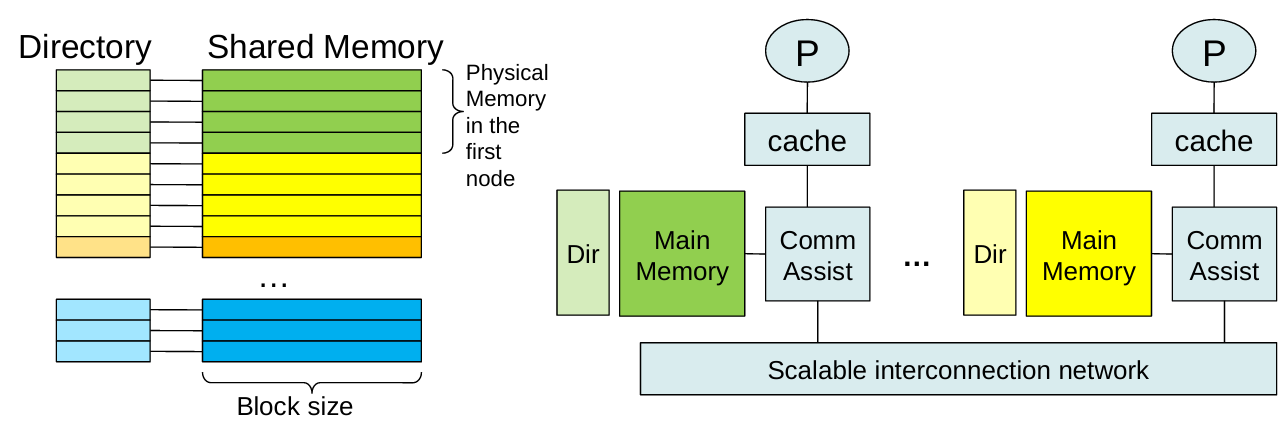 Directory
Shared Memory
Physical
Memory
in the
first
node
...
Block size
P
cache
Dir
Main
Memory
Comm
Assist
...
P
cache
Dir
Main
Memory
Comm
Assist
Scalable interconnection network